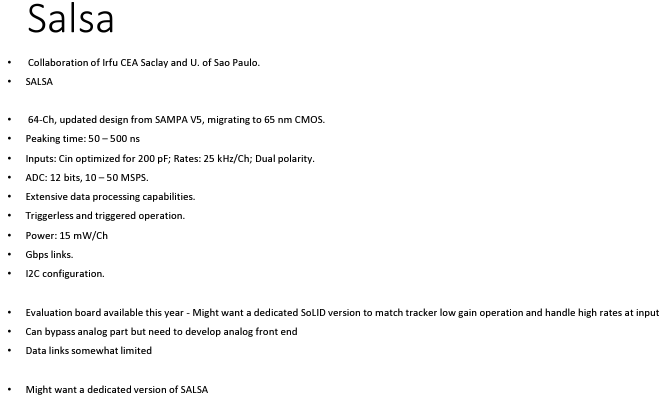 Salsa
• Collaboration of Irfu CEA Saclay and U. of Sao Paulo.
• SALSA
• 64-Ch, updated design from SAMPA V5, migrating to 65 nm CMOS.
• Peaking time: 50 – 500 ns
• Inputs: Cin optimized for 200 pF; Rates: 25 kHz/Ch; Dual polarity.
• ADC: 12 bits, 10 – 50 MSPS.
• Extensive data processing capabilities.
• Triggerless and triggered operation.
• Power: 15 mW/Ch
• Gbps links.
• I2C configuration.
• Evaluation board available this year - Might want a dedicated SoLID version to match tracker low gain operation and handle high rates at input
• Can bypass analog part but need to develop analog front end
• Data links somewhat limited
• Might want a dedicated version of SALSA